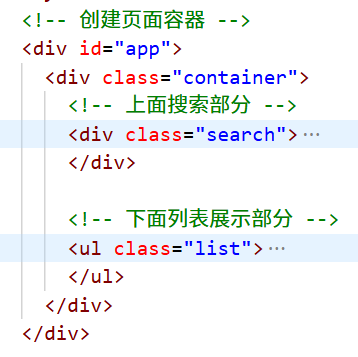 <!-- 创建页面容器 -->
<div id="app">
<div class="container">
<!-- 上面搜索部分 -->
<div class="search">···
</div>
<!-- 下面列表展示部分 -->
<ul class="list">···
</ul>
</div>
</div>